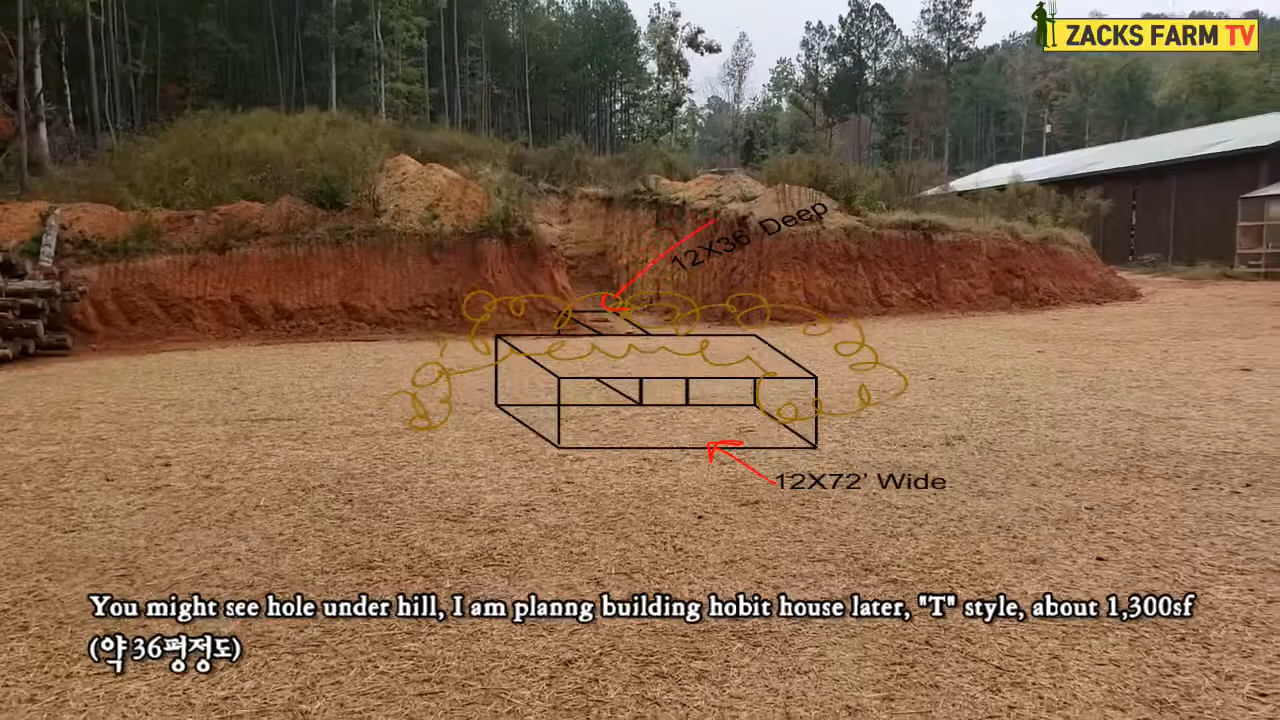 ZACKS FARM TV
12X36' Deep
12X72' Wide
You might see hole under hill, I am planng building hobit house later, "T" style, about 1,300sf
(약 36평정도)